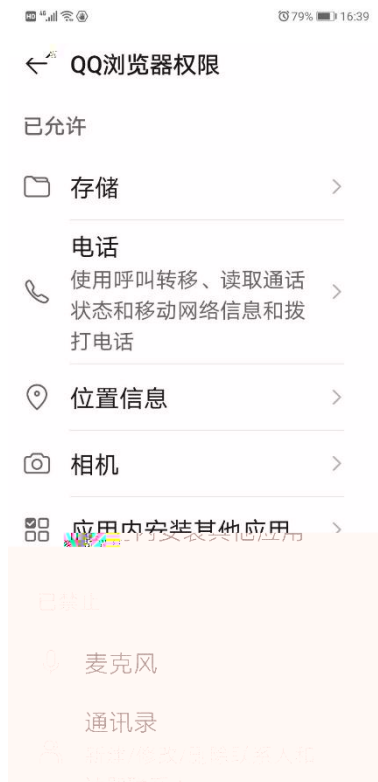 HD 4G 79% 16:39
QQ浏览器权限
已允许
存储
电话
使用呼叫转移、读取通话
状态和移动网络信息和拨
打电话
位置信息
相机
应用内安装其他应用
已禁止
麦克风
通讯录